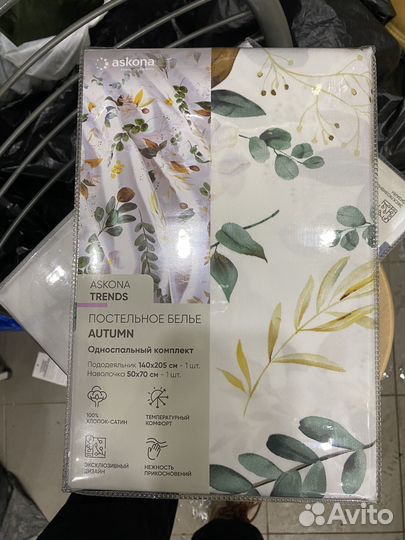 askona
ASKONA
TRENDS
ПОСТЕЛЬНОЕ БЕЛЬЕ
AUTUMN
Односпальный комплект
Пододеяльник 140х205 см - 1 шт.
Наволочка 50х70 см - 1 шт.
100%
ХЛОПОК-САТИН
ТЕМПЕРАТУРНЫЙ
КОМФОРТ
ЭКСКЛЮЗИВНЫЙ
ДИЗАЙН
НЕЖНОСТЬ
ПРИКОСНОВЕНИЙ
Avito